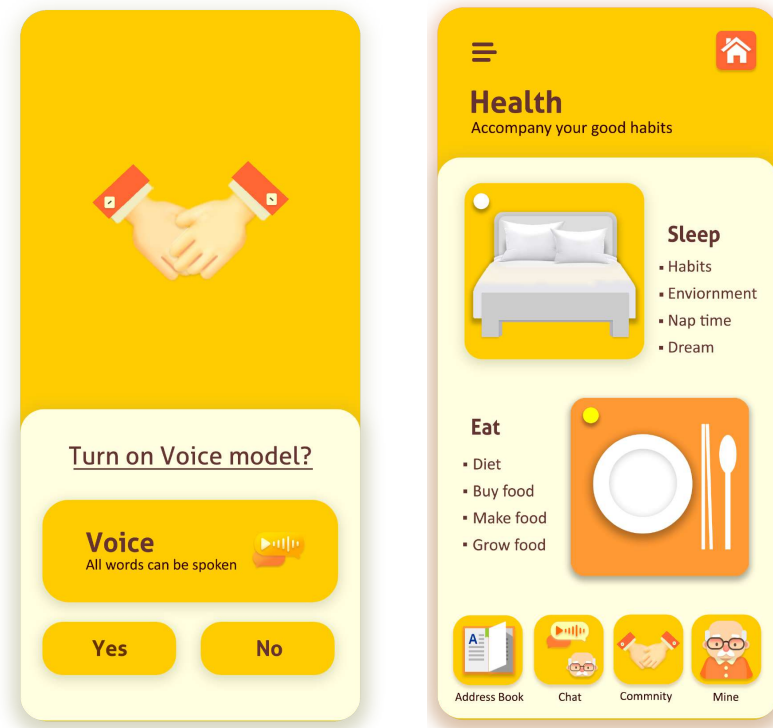 Turn on Voice model?
Voice
All words can be spoken
Yes
No
Health
Accompany your good habits
Sleep
▪ Habits
▪ Enviornment
▪ Nap time
▪ Dream
Eat
▪ Diet
▪ Buy food
▪ Make food
▪ Grow food
A
Address Book
Chat
Commnity
Mine